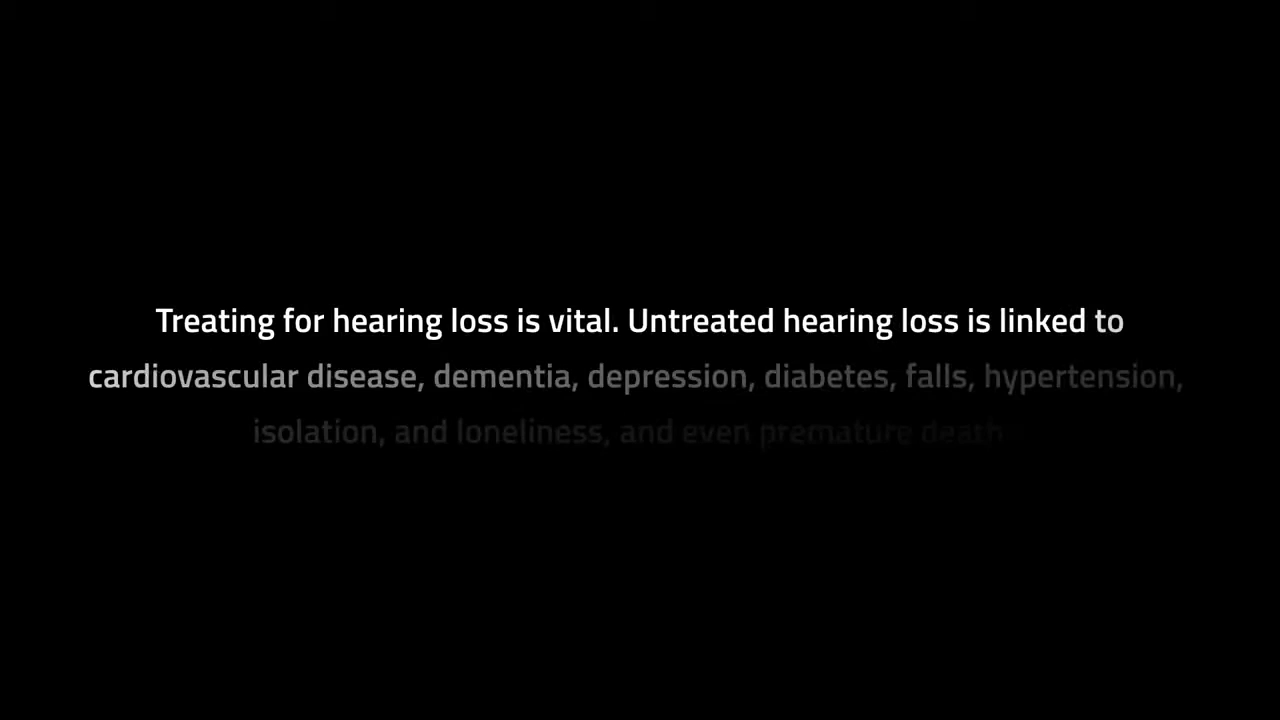 Treating for hearing loss is vital. Untreated hearing loss is linked to
cardiovascular disease, dementia, depression, diabetes, falls, hypertension,
isolation, and loneliness, and even premature death